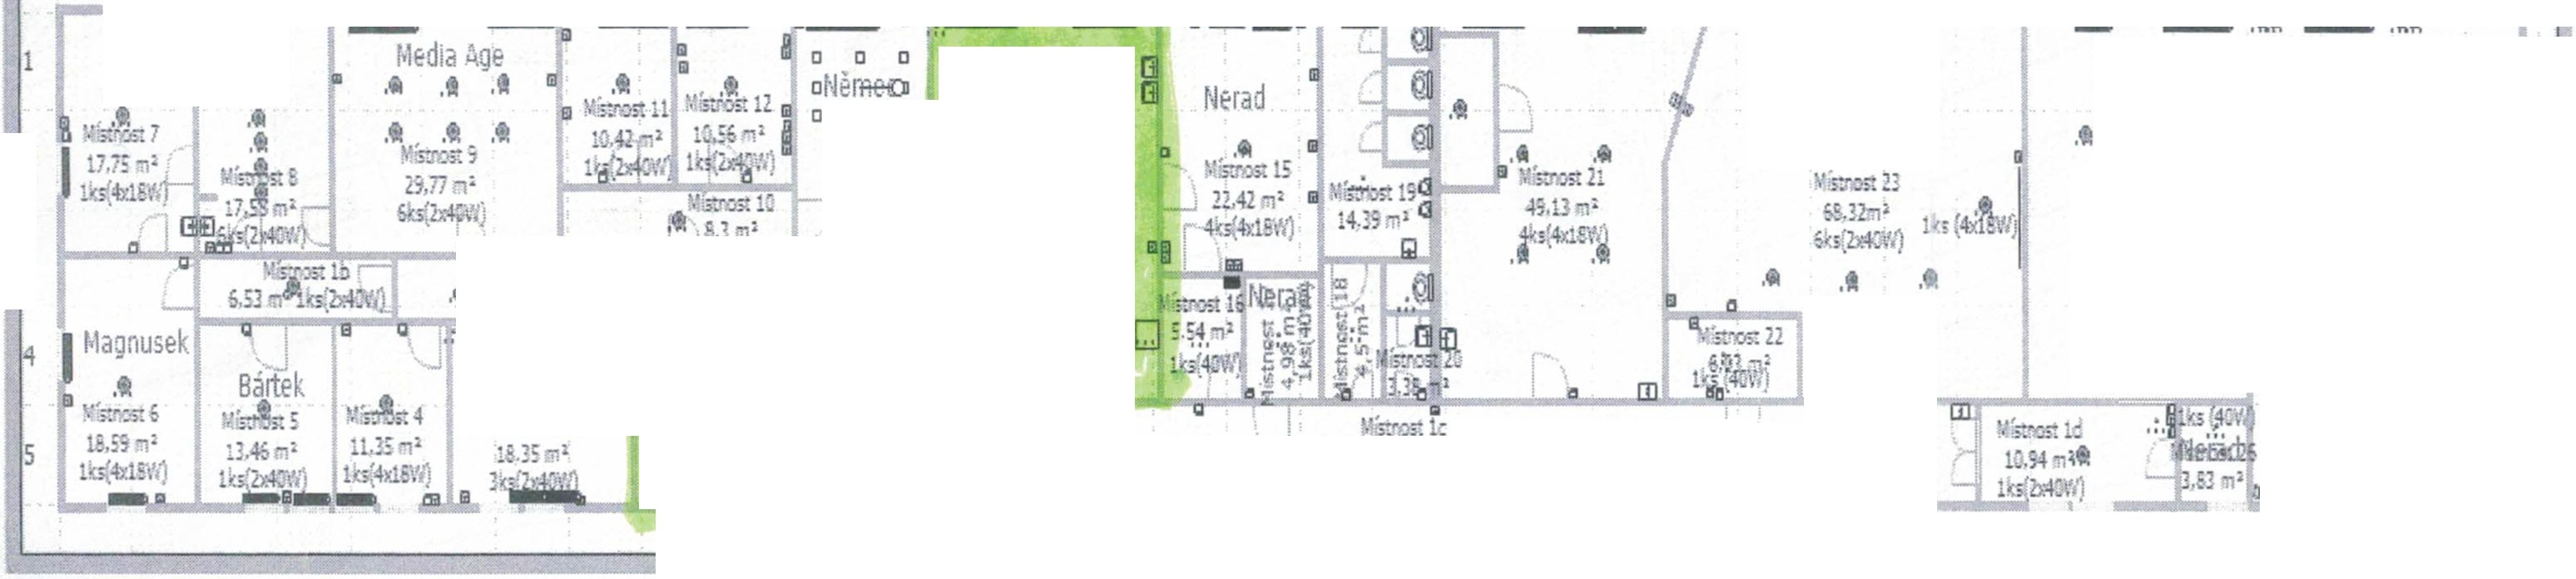 1
4
5
Místnost 7
17,75 m²
1ks(4x18W)
Místnost 8
6ks(2x40W)
Media Age
Místnost 9
29,77 m²
6ks(2x40W)
Místnost 11
10,42 m²
1ks(2x40W)
Místnost 12
10,56 m²
1ks(2x40W)
Místnost 10
8,3 m²
Němec
Místnost 1b
6,53 m² 1ks(2x40W)
Magnusek
Místnost 6
18,59 m²
1ks(4x18W)
Bártek
Místnost 5
13,46 m²
1ks(2x40W)
Místnost 4
11,35 m²
1ks(4x18W)
18,35 m²
3ks(2x40W)
Nerad
Místnost 15
22,42 m²
4ks(4x18W)
Místnost 16
5,54 m²
1ks(40W)
Nerad
Místnost
4,98 m²
1ks(40W)
Místnost 18
4,5 m²
Místnost 19
14,39 m²
Místnost 20
Místnost 1c
Místnost 21
49,13 m²
4ks(4x18W)
Místnost 22
1ks (40W)
Místnost 23
68,32m²
6ks(2x40W)
1ks (4x18W)
Místnost 1d
10,94 m²
1ks(2x40W)
1ks (40W)
3,83 m²